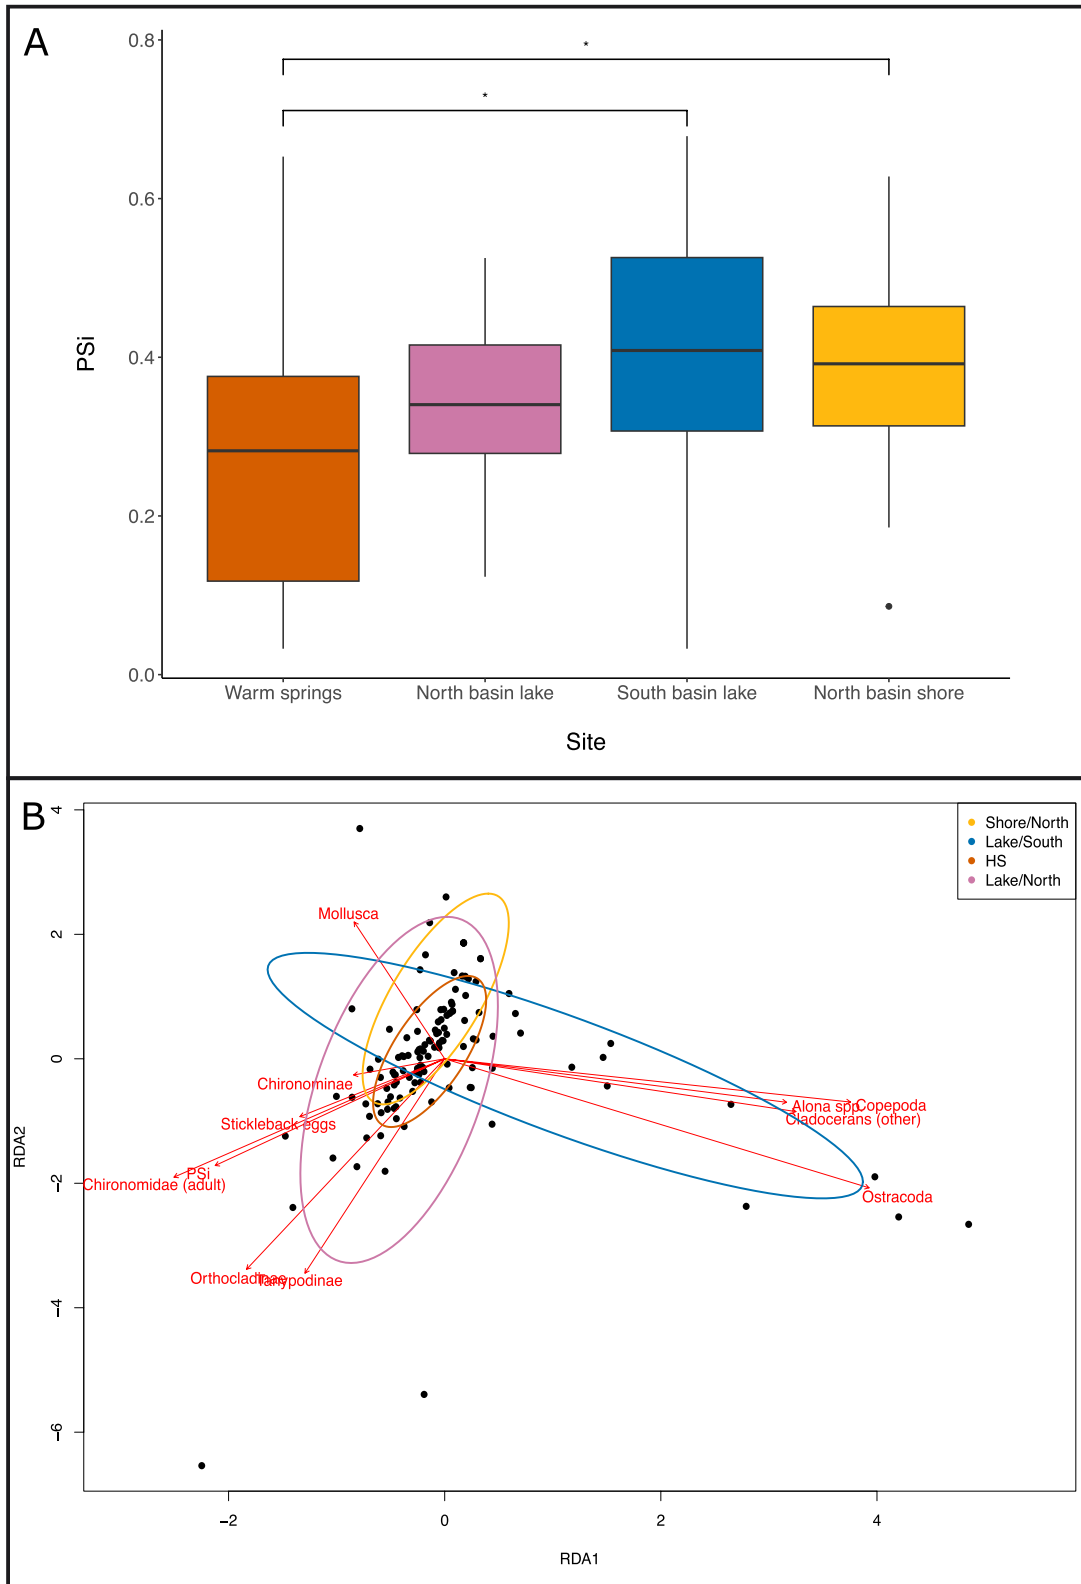 A
0.8
*
*
0.6
PSi
0.4
0.2
0.0
Warm springs North basin lake South basin lake North basin shore
Site
B
4
Shore/North
Lake/South
HS
Lake/North
2
Mollusca
0
Chironominae
Alona spp.
Copepoda
Cladocerans (other)
Stickleback eggs
RDA2
PSi
Chironomidae (adult)
−2
Ostracoda
Orthocladinae
Tanypodinae
−4
−6
−2 0 2 4
RDA1